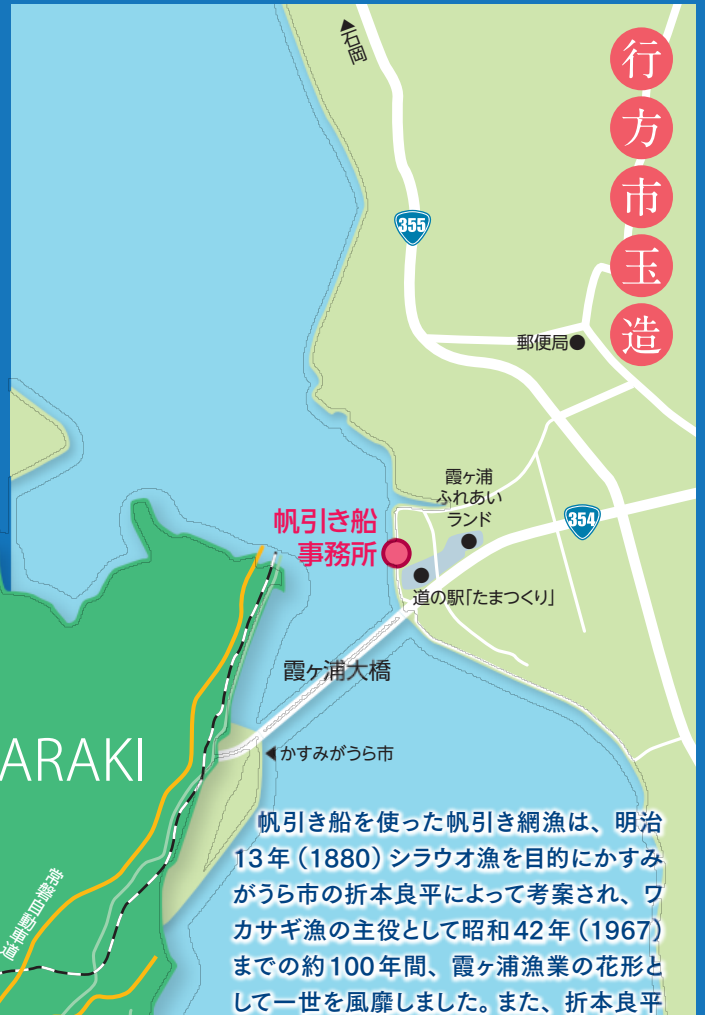 ▲石岡
行方市玉造
355
郵便局●
霞ヶ浦
ふれあい
ランド
354
帆引き船
事務所
道の駅「たまつくり」
霞ヶ浦大橋
◀かすみがうら市
ARAKI
常磐自動車道
帆引き船を使った帆引き網漁は、明治
13年（1880）シラウオ漁を目的にかすみ
がうら市の折本良平によって考案され、ワ
カサギ漁の主役として昭和42年（1967）
までの約100年間、霞ヶ浦漁業の花形と
して一世を風靡しました。また、折本良平